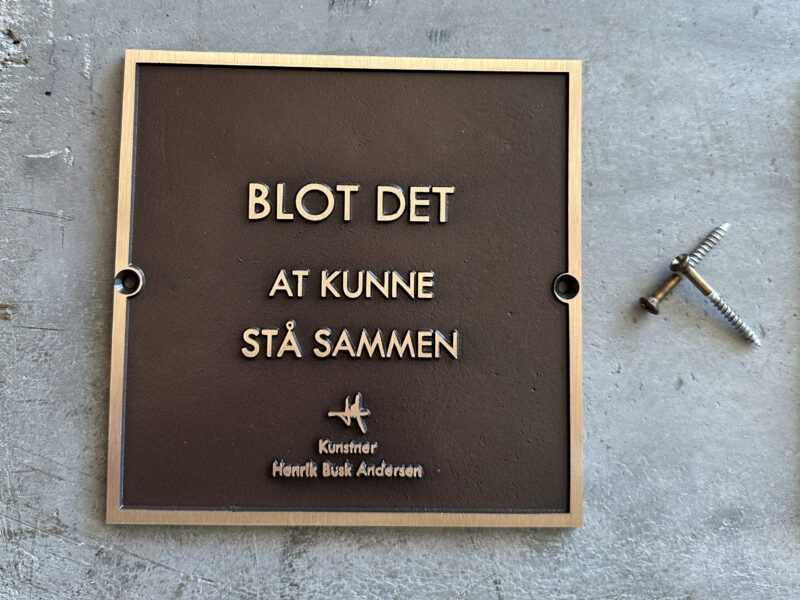 BLOT DET
AT KUNNE
STÅ SAMMEN
Kunstner
Henrik Busk Andersen